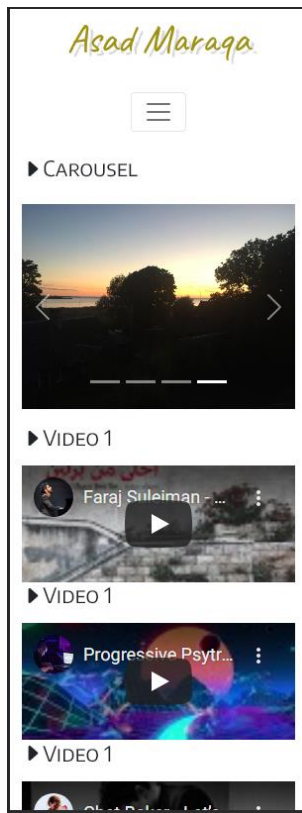 Asad Maraqa
CAROUSEL
VIDEO 1
Faraj Suleiman - ...
VIDEO 1
Progressive Psytr...
VIDEO 1